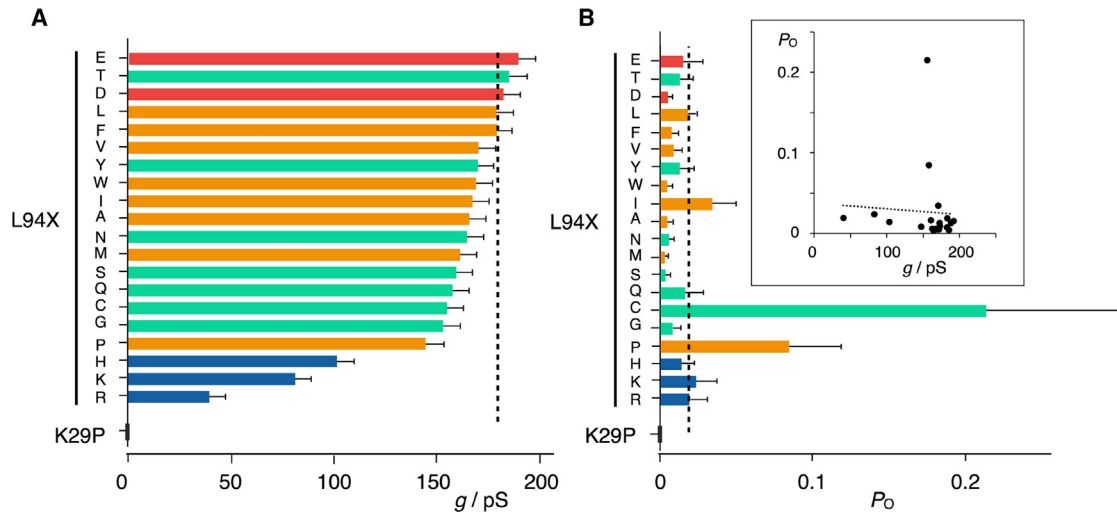 A
E
T
D
L
F
V
Y
W
I
A
N
M
S
Q
C
G
P
H
K
R
L94X
K29P
0 50 100 150 200
g / pS
B
E
T
D
L
F
V
Y
W
I
A
N
M
S
Q
C
G
P
H
K
R
L94X
K29P
0 0.1 0.2
PO
PO
0.2
0.1
0
0 100 200
g / pS